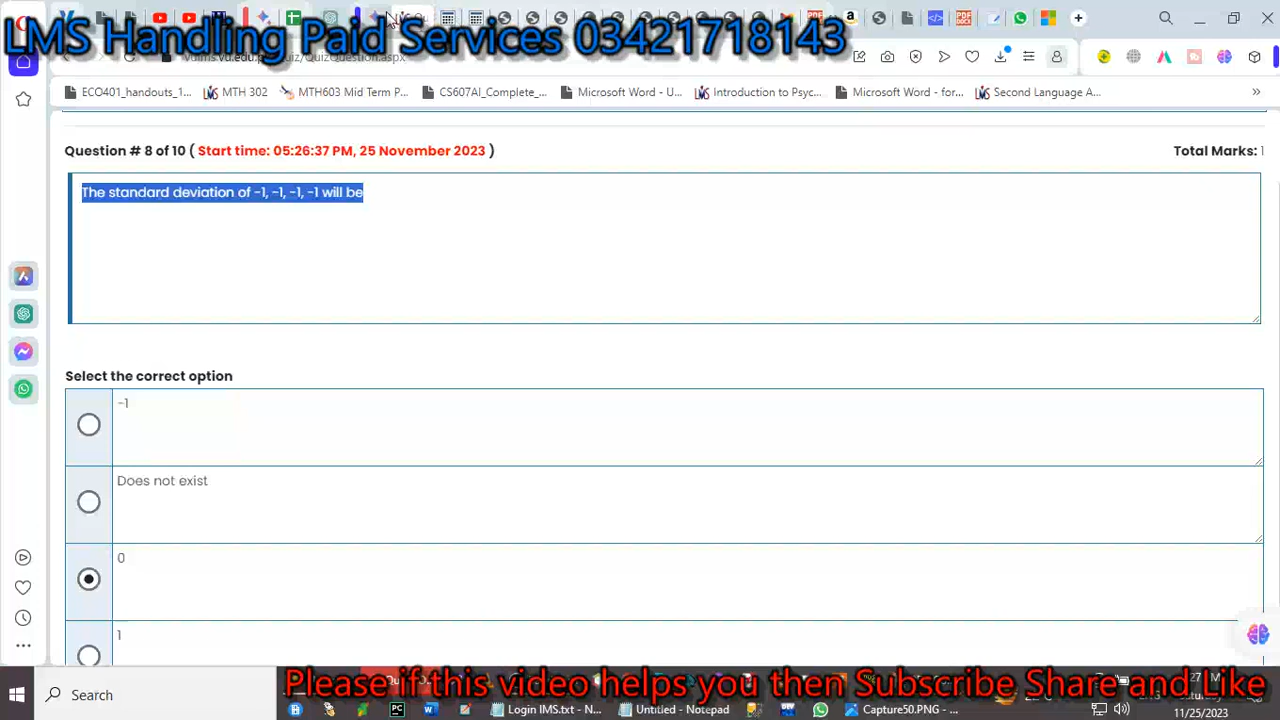 LMS Handling Paid Services 03421718143
ECO401_handouts_1...
MTH 302
MTH603 Mid Term P...
CS607AI_Complete_...
Microsoft Word - U...
Introduction to Psyc...
Microsoft Word - for...
Second Language A...
Question # 8 of 10 ( Start time: 05:26:37 PM, 25 November 2023 )
Total Marks: 1
The standard deviation of -1, -1, -1, -1 will be
Select the correct option
-1
Does not exist
0
1
Please if this video helps you then Subscribe Share and Like
Search
Login IMS.txt - N...
Untitled - Notepad
Capture50.PNG - ...
11/25/2023